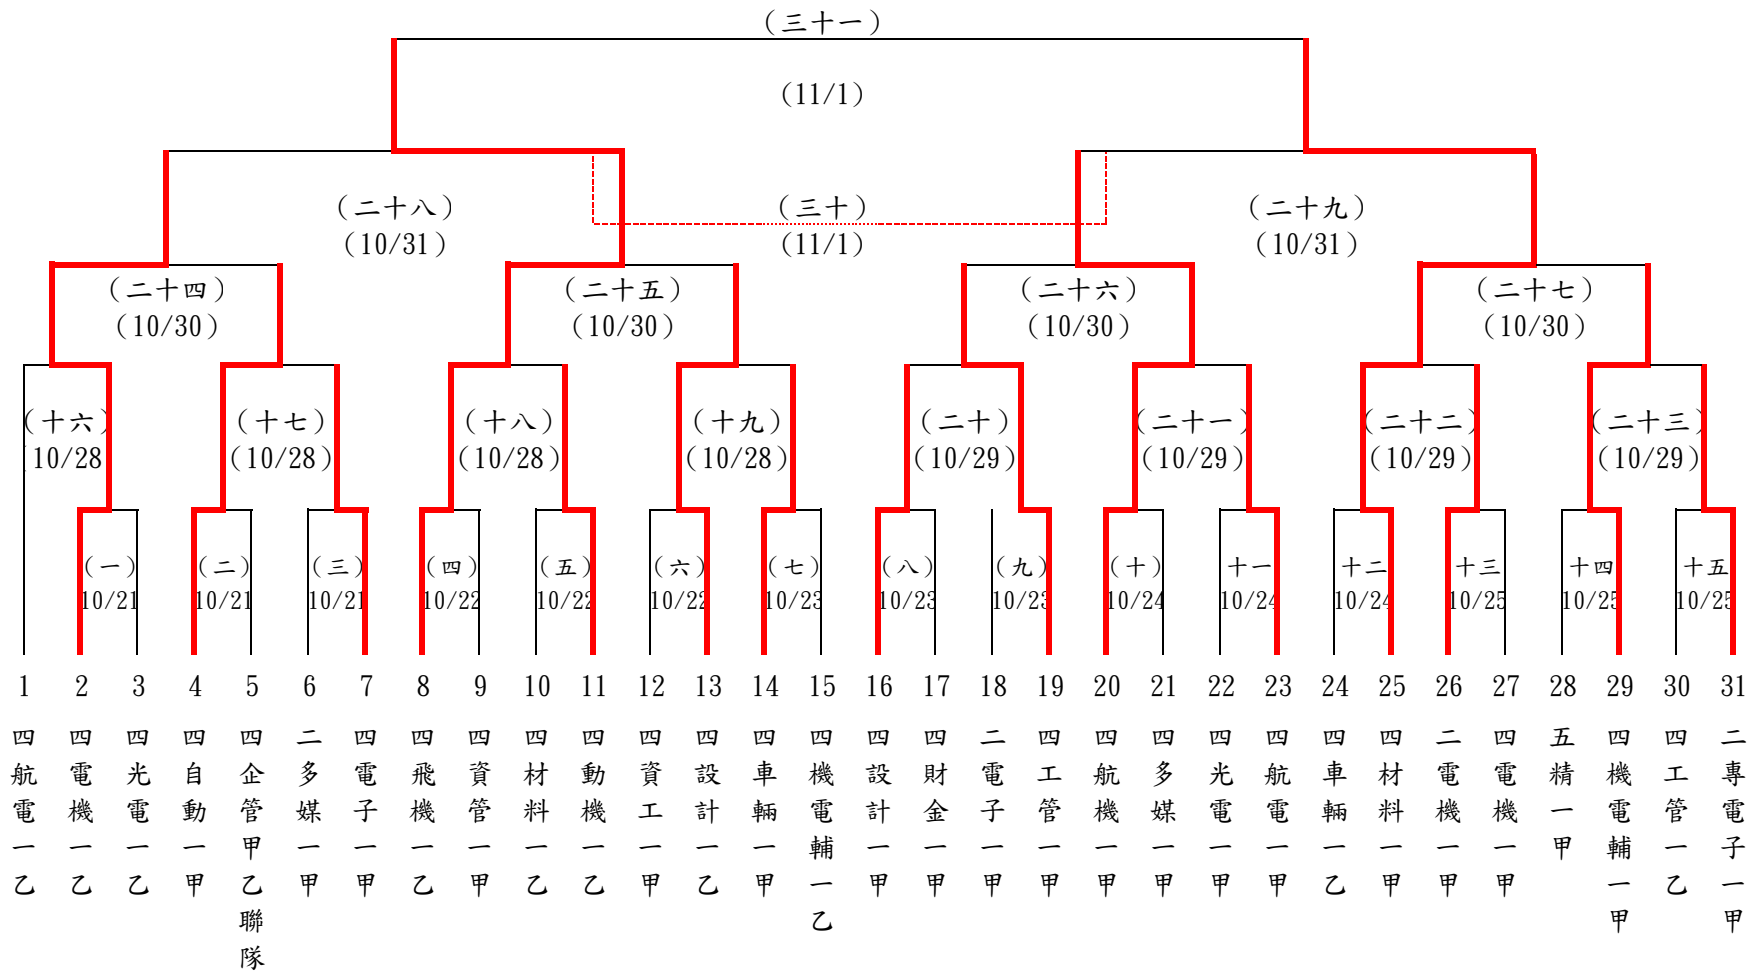 （三十一）
（11/1）
（二十八）
（10/31）
（三十）
（11/1）
（二十九）
（10/31）
（二十四）
（10/30）
（二十五）
（10/30）
（二十六）
（10/30）
（二十七）
（10/30）
（十六）
（10/28
（十七）
（10/28）
（十八）
（10/28）
（十九）
（10/28）
（二十）
（10/29）
（二十一）
（10/29）
（二十二）
（10/29）
（二十三）
（10/29）
（一）
10/21
（二）
10/21
（三）
10/21
（四）
10/22
（五）
10/22
（六）
10/22
（七）
10/23
（八）
10/23
（九）
10/23
（十）
10/24
十一
10/24
十二
10/24
十三
10/25
十四
10/25
十五
10/25
1 2 3 4 5 6 7 8 9 10 11 12 13 14 15 16 17 18 19 20 21 22 23 24 25 26 27 28 29 30 31
四航電一乙
四電機一乙
四光電一乙
四自動一甲
四企管甲乙聯隊
二多媒一甲
四電子一甲
四飛機一乙
四資管一甲
四材料一乙
四動機一乙
四資工一甲
四設計一乙
四車輛一甲
四機電輔一乙
四設計一甲
四財金一甲
二電子一甲
四工管一甲
四航機一甲
四多媒一甲
四光電一甲
四航電一甲
四車輛一乙
四材料一甲
二電機一甲
四電機一甲
五精一甲
四機電輔一甲
四工管一乙
二專電子一甲